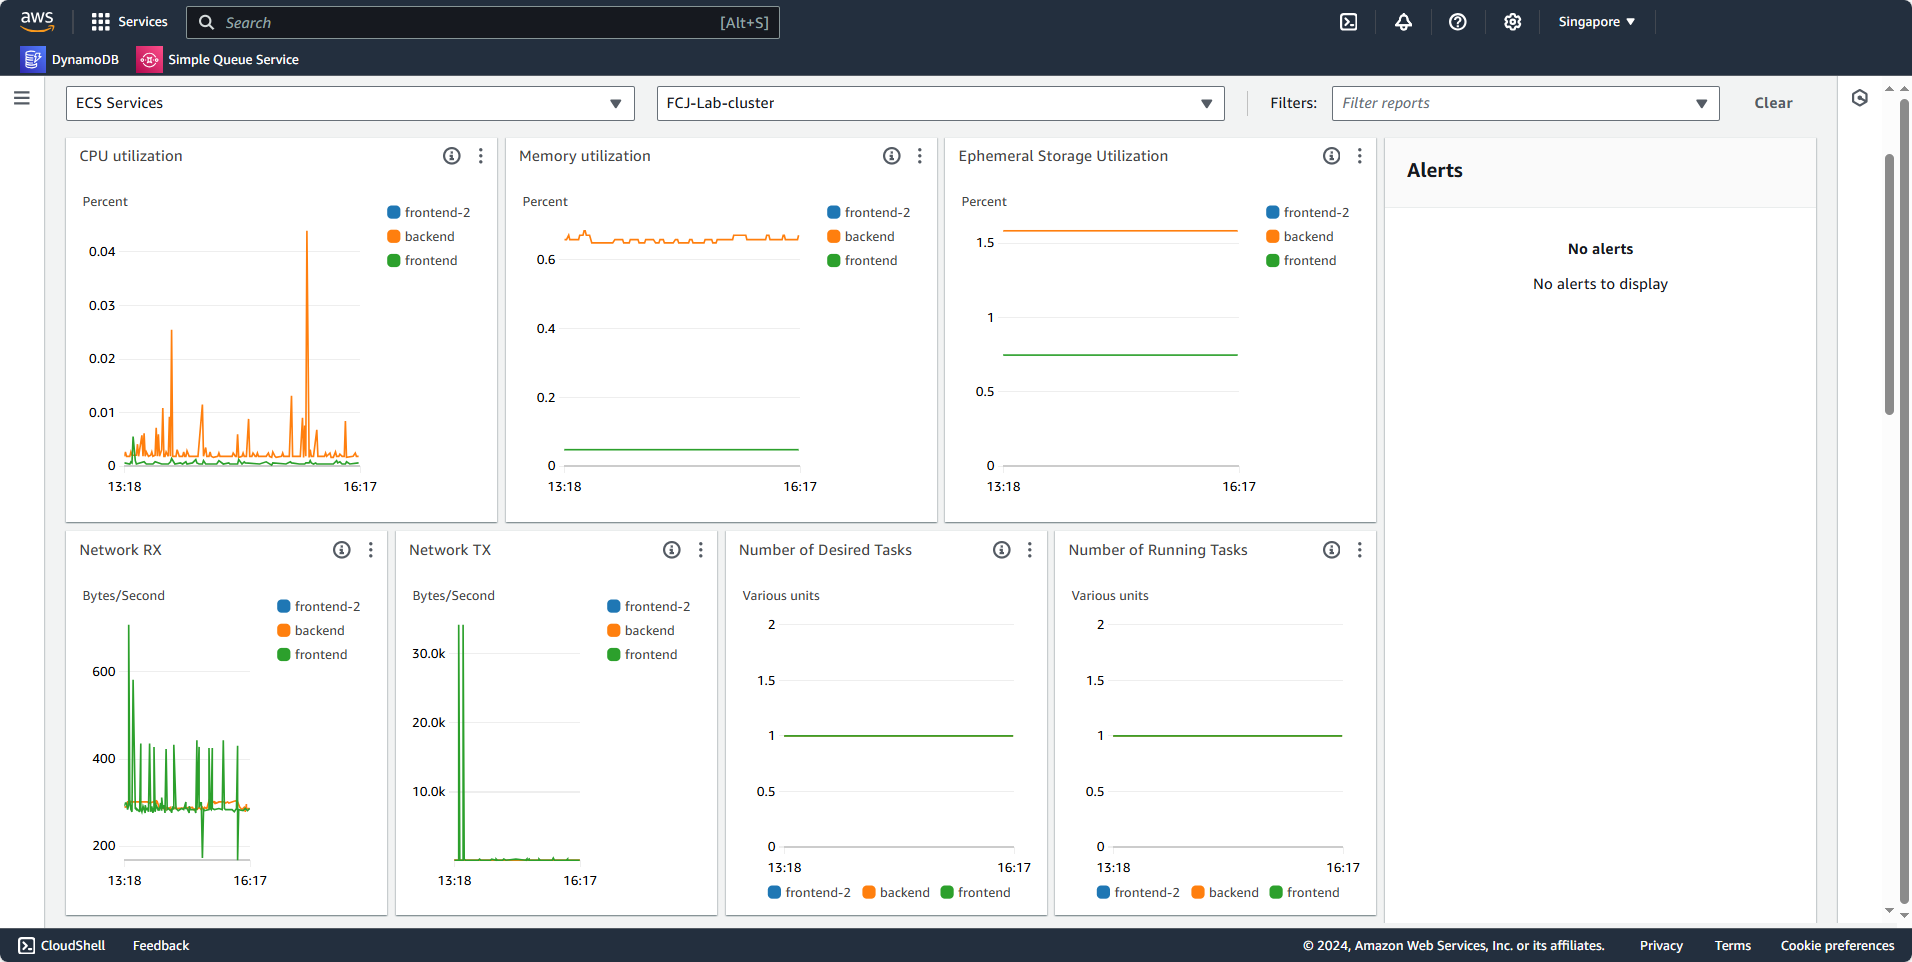 aws
Services
Search
[Alt+S]
Singapore
DynamoDB
Simple Queue Service
ECS Services
FCJ-Lab-cluster
Filters:
Filter reports
Clear
CPU utilization
Percent
0.04
0.03
0.02
0.01
0
13:18
16:17
frontend-2
backend
frontend
Memory utilization
Percent
0.6
0.4
0.2
0
13:18
16:17
frontend-2
backend
frontend
Ephemeral Storage Utilization
Percent
1.5
1
0.5
0
13:18
16:17
frontend-2
backend
frontend
Alerts
No alerts
No alerts to display
Network RX
Bytes/Second
600
400
200
13:18
16:17
frontend-2
backend
frontend
Network TX
Bytes/Second
30.0k
20.0k
10.0k
13:18
16:17
frontend-2
backend
frontend
Number of Desired Tasks
Various units
2
1.5
1
0.5
0
13:18
16:17
frontend-2
backend
frontend
Number of Running Tasks
Various units
2
1.5
1
0.5
0
13:18
16:17
frontend-2
backend
frontend
CloudShell
Feedback
© 2024, Amazon Web Services, Inc. or its affiliates.
Privacy
Terms
Cookie preferences